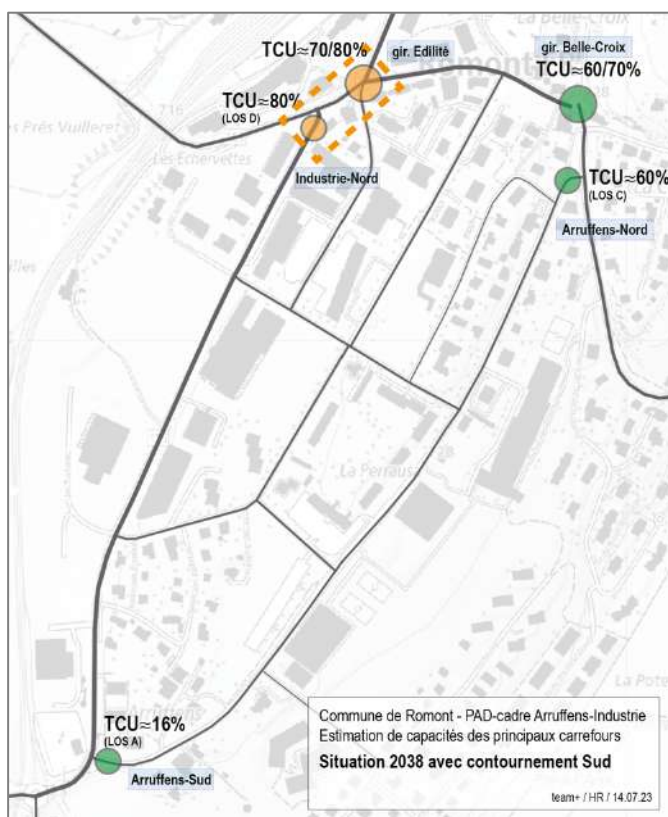 La Belle-Croix
TCU≈70/80%
gir. Edilité
gir. Belle-Croix
Romont
TCU≈60/70%
TCU≈80%
(LOS D)
716
Les Prés Vuilleret
Les Echervettes
Industrie-Nord
TCU≈60%
(LOS C)
Arruffens-Nord
La Perrausa
Arruffens
TCU≈16%
(LOS A)
Arruffens-Sud
La Pote
Commune de Romont - PAD-cadre Arruffens-Industrie
Estimation de capacités des principaux carrefours
Situation 2038 avec contournement Sud
team+ / HR / 14.07.23